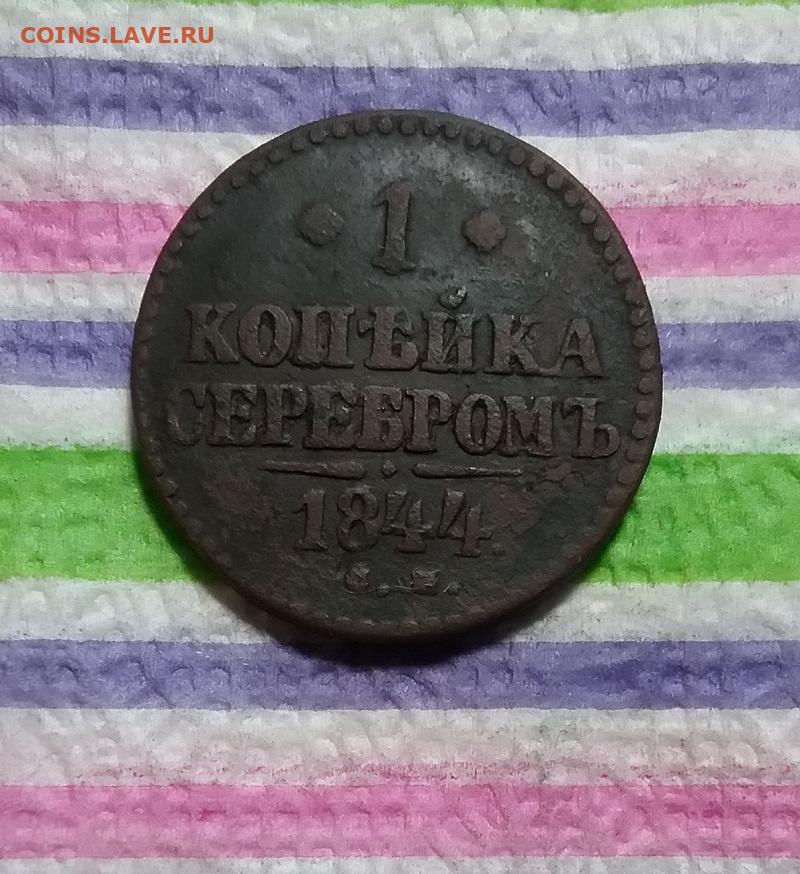 COINS.LAVE.RU
1
КОПѢЙКА
СЕРЕБРОМЪ
1844.
С.М.